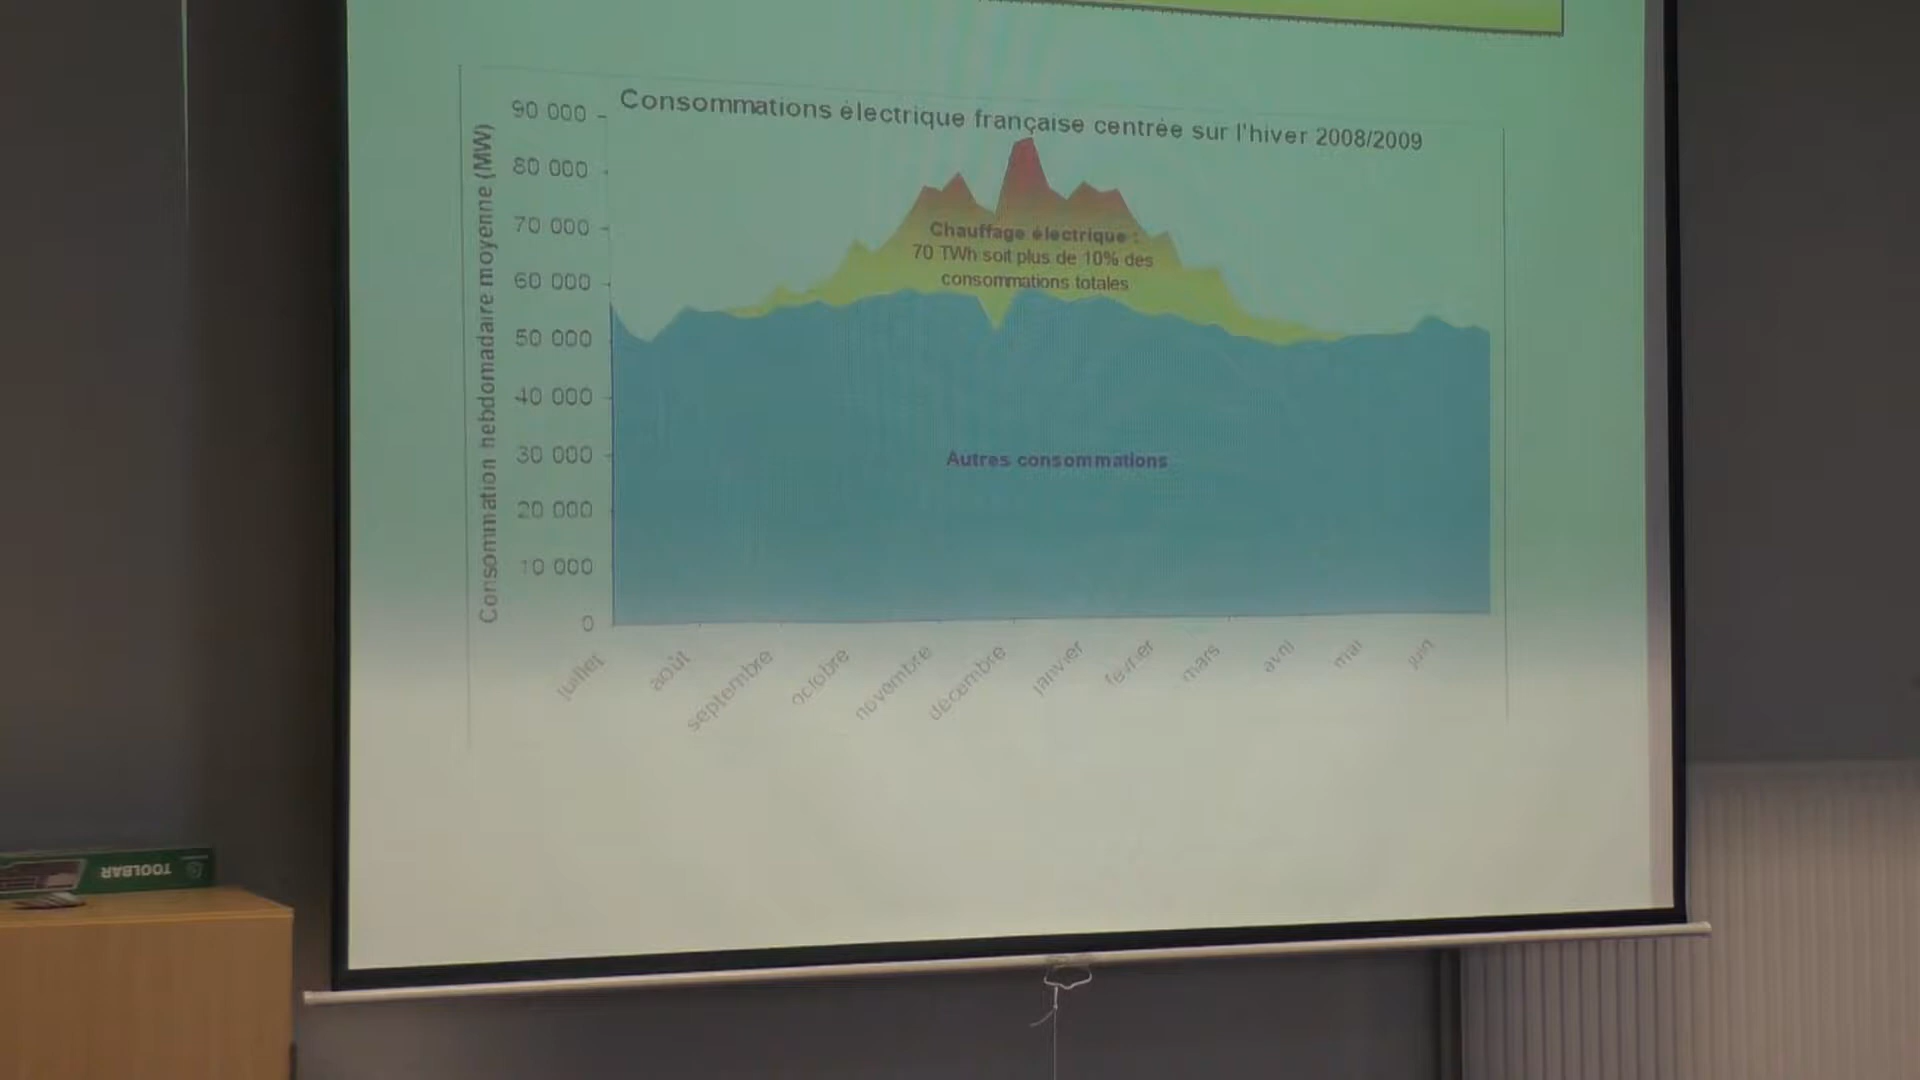 Consommations électrique française centrée sur l'hiver 2008/2009
Consommation hebdomadaire moyenne (MW)
90 000
80 000
70 000
60 000
50 000
40 000
30 000
20 000
10 000
0
Chauffage électrique :
70 TWh soit plus de 10% des
consommations totales
Autres consommations
juillet
août
septembre
octobre
novembre
décembre
janvier
février
mars
avril
mai
juin
TOOLBAR